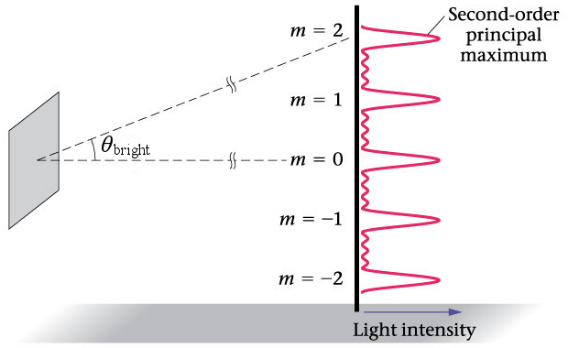 Second-order
principal
maximum
m = 2
m = 1
θbright
m = 0
m = −1
m = −2
Light intensity